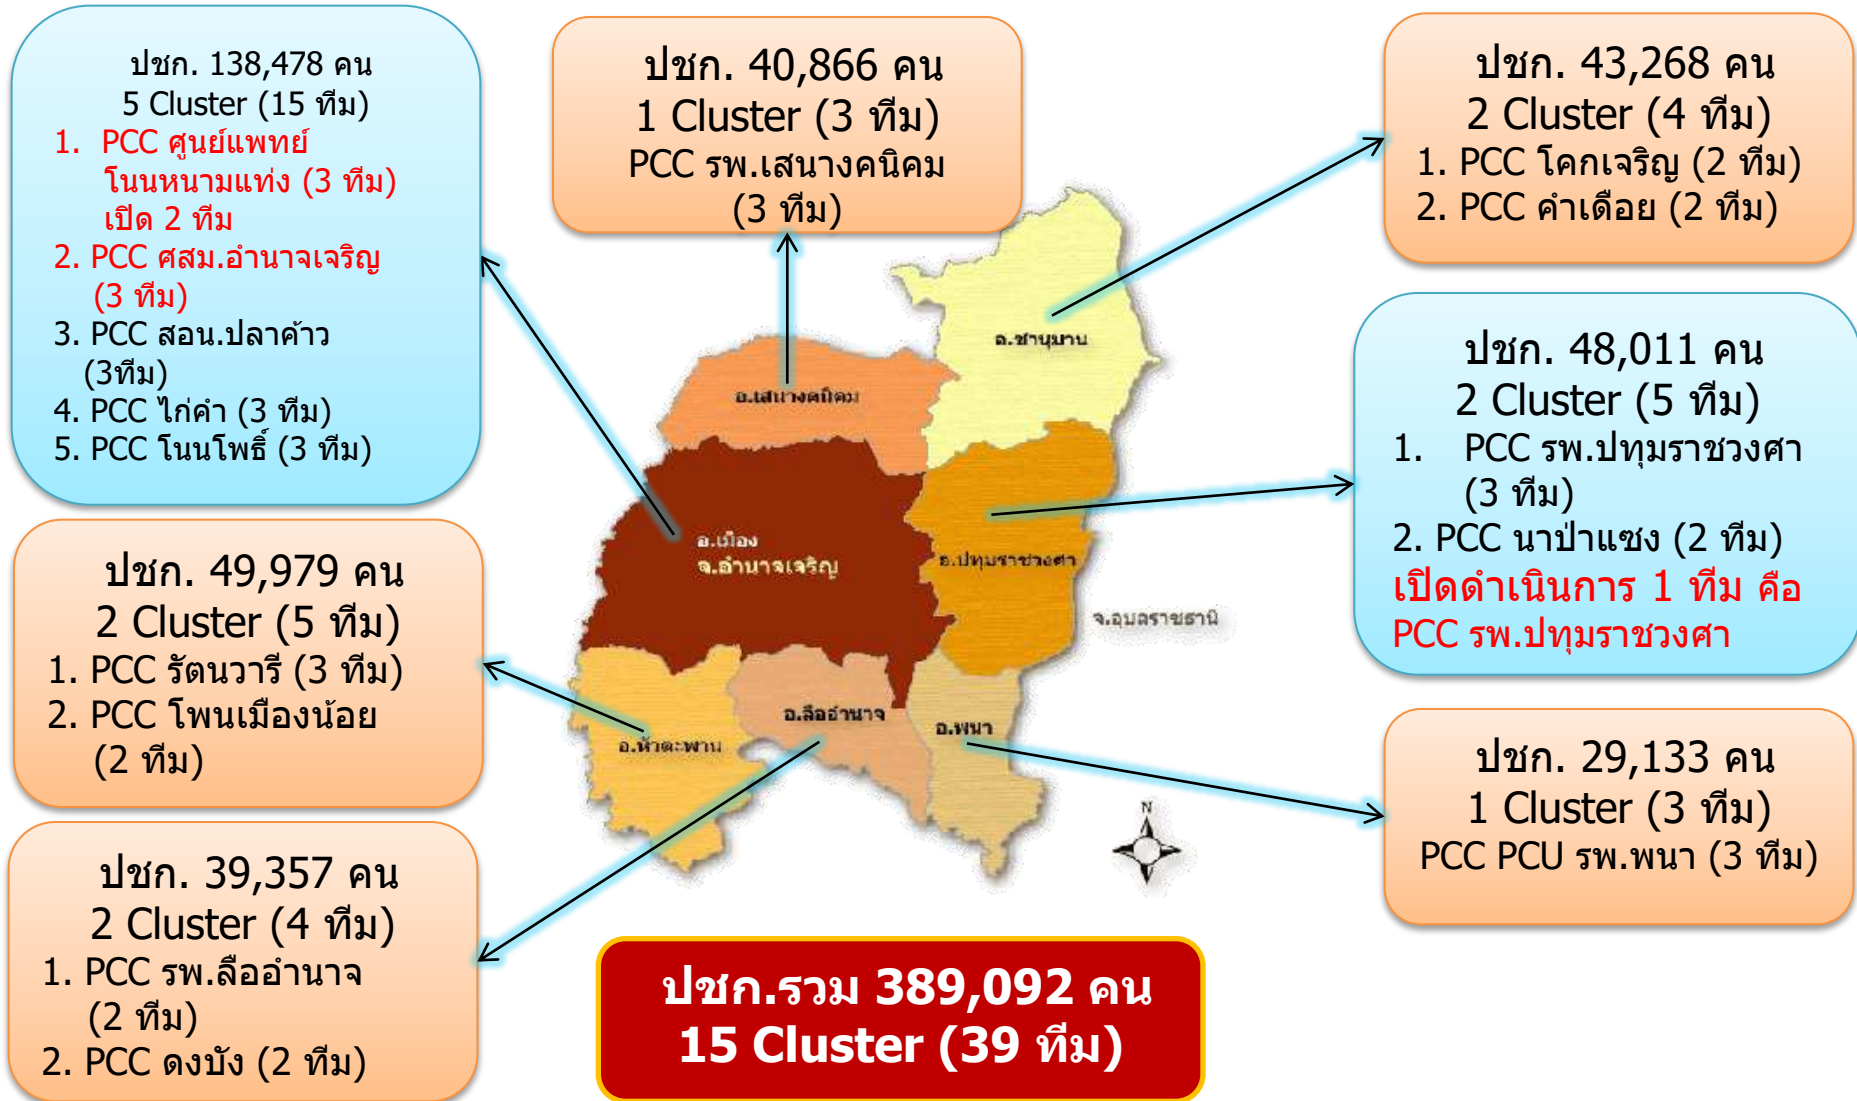 ปชก. 138,478 คน
5 Cluster (15 ทีม)
1. PCC ศูนย์แพทย์
โนนหนามแท่ง (3 ทีม)
เปิด 2 ทีม
2. PCC ศสม.อำนาจเจริญ
(3 ทีม)
3. PCC สอน.ปลาค้าว
(3ทีม)
4. PCC ไก่คำ (3 ทีม)
5. PCC โนนโพธิ์ (3 ทีม)
ปชก. 40,866 คน
1 Cluster (3 ทีม)
PCC รพ.เสนางคนิคม
(3 ทีม)
ปชก. 43,268 คน
2 Cluster (4 ทีม)
1. PCC โคกเจริญ (2 ทีม)
2. PCC คำเดือย (2 ทีม)
ปชก. 48,011 คน
2 Cluster (5 ทีม)
1. PCC รพ.ปทุมราชวงศา
(3 ทีม)
2. PCC นาป่าแซง (2 ทีม)
เปิดดำเนินการ 1 ทีม คือ
PCC รพ.ปทุมราชวงศา
ปชก. 49,979 คน
2 Cluster (5 ทีม)
1. PCC รัตนวารี (3 ทีม)
2. PCC โพนเมืองน้อย
(2 ทีม)
ปชก. 29,133 คน
1 Cluster (3 ทีม)
PCC PCU รพ.พนา (3 ทีม)
ปชก. 39,357 คน
2 Cluster (4 ทีม)
1. PCC รพ.ลืออำนาจ
(2 ทีม)
2. PCC ดงบัง (2 ทีม)
อ.ชานุมาน
อ.เสนางคนิคม
อ.เมือง
จ.อำนาจเจริญ
อ.ปทุมราชวงศา
จ.อุบลราชธานี
อ.ลืออำนาจ
อ.พนา
อ.หัวตะพาน
N
ปชก.รวม 389,092 คน
15 Cluster (39 ทีม)